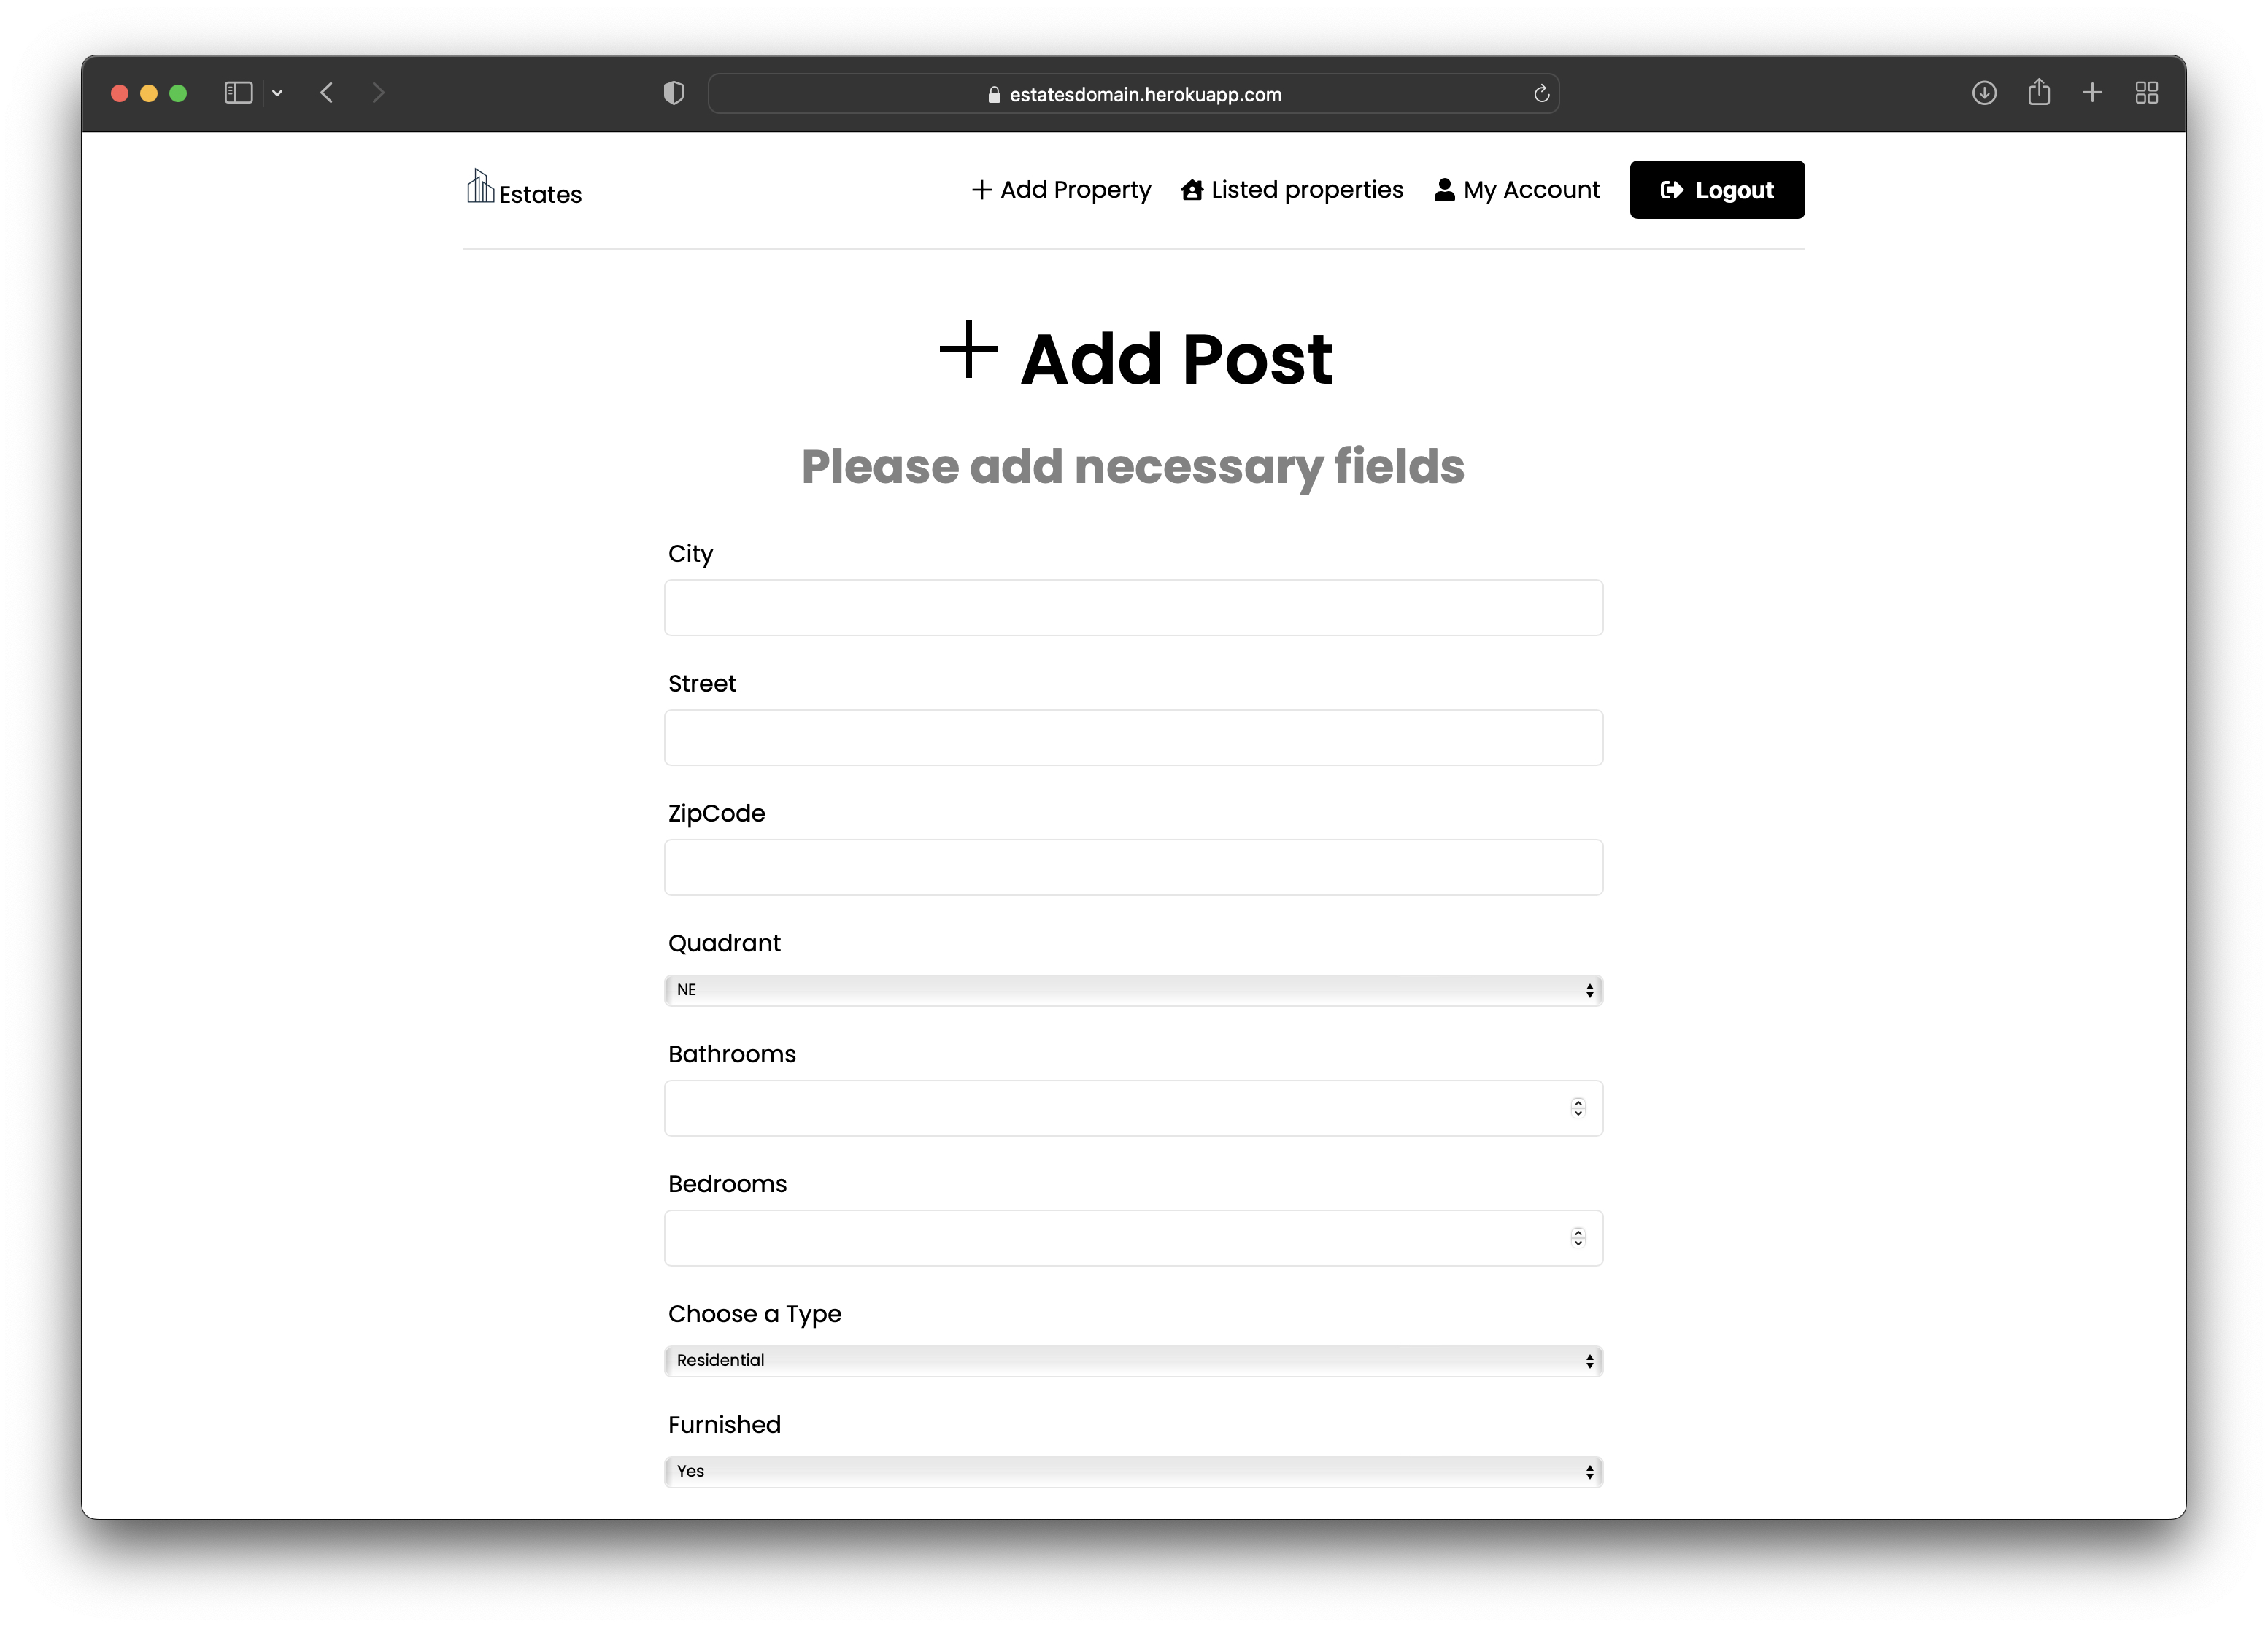 estatesdomain.herokuapp.com
Estates
Add Property
Listed properties
My Account
Logout
Add Post
Please add necessary fields
City
Street
ZipCode
Quadrant
NE
Bathrooms
Bedrooms
Choose a Type
Residential
Furnished
Yes